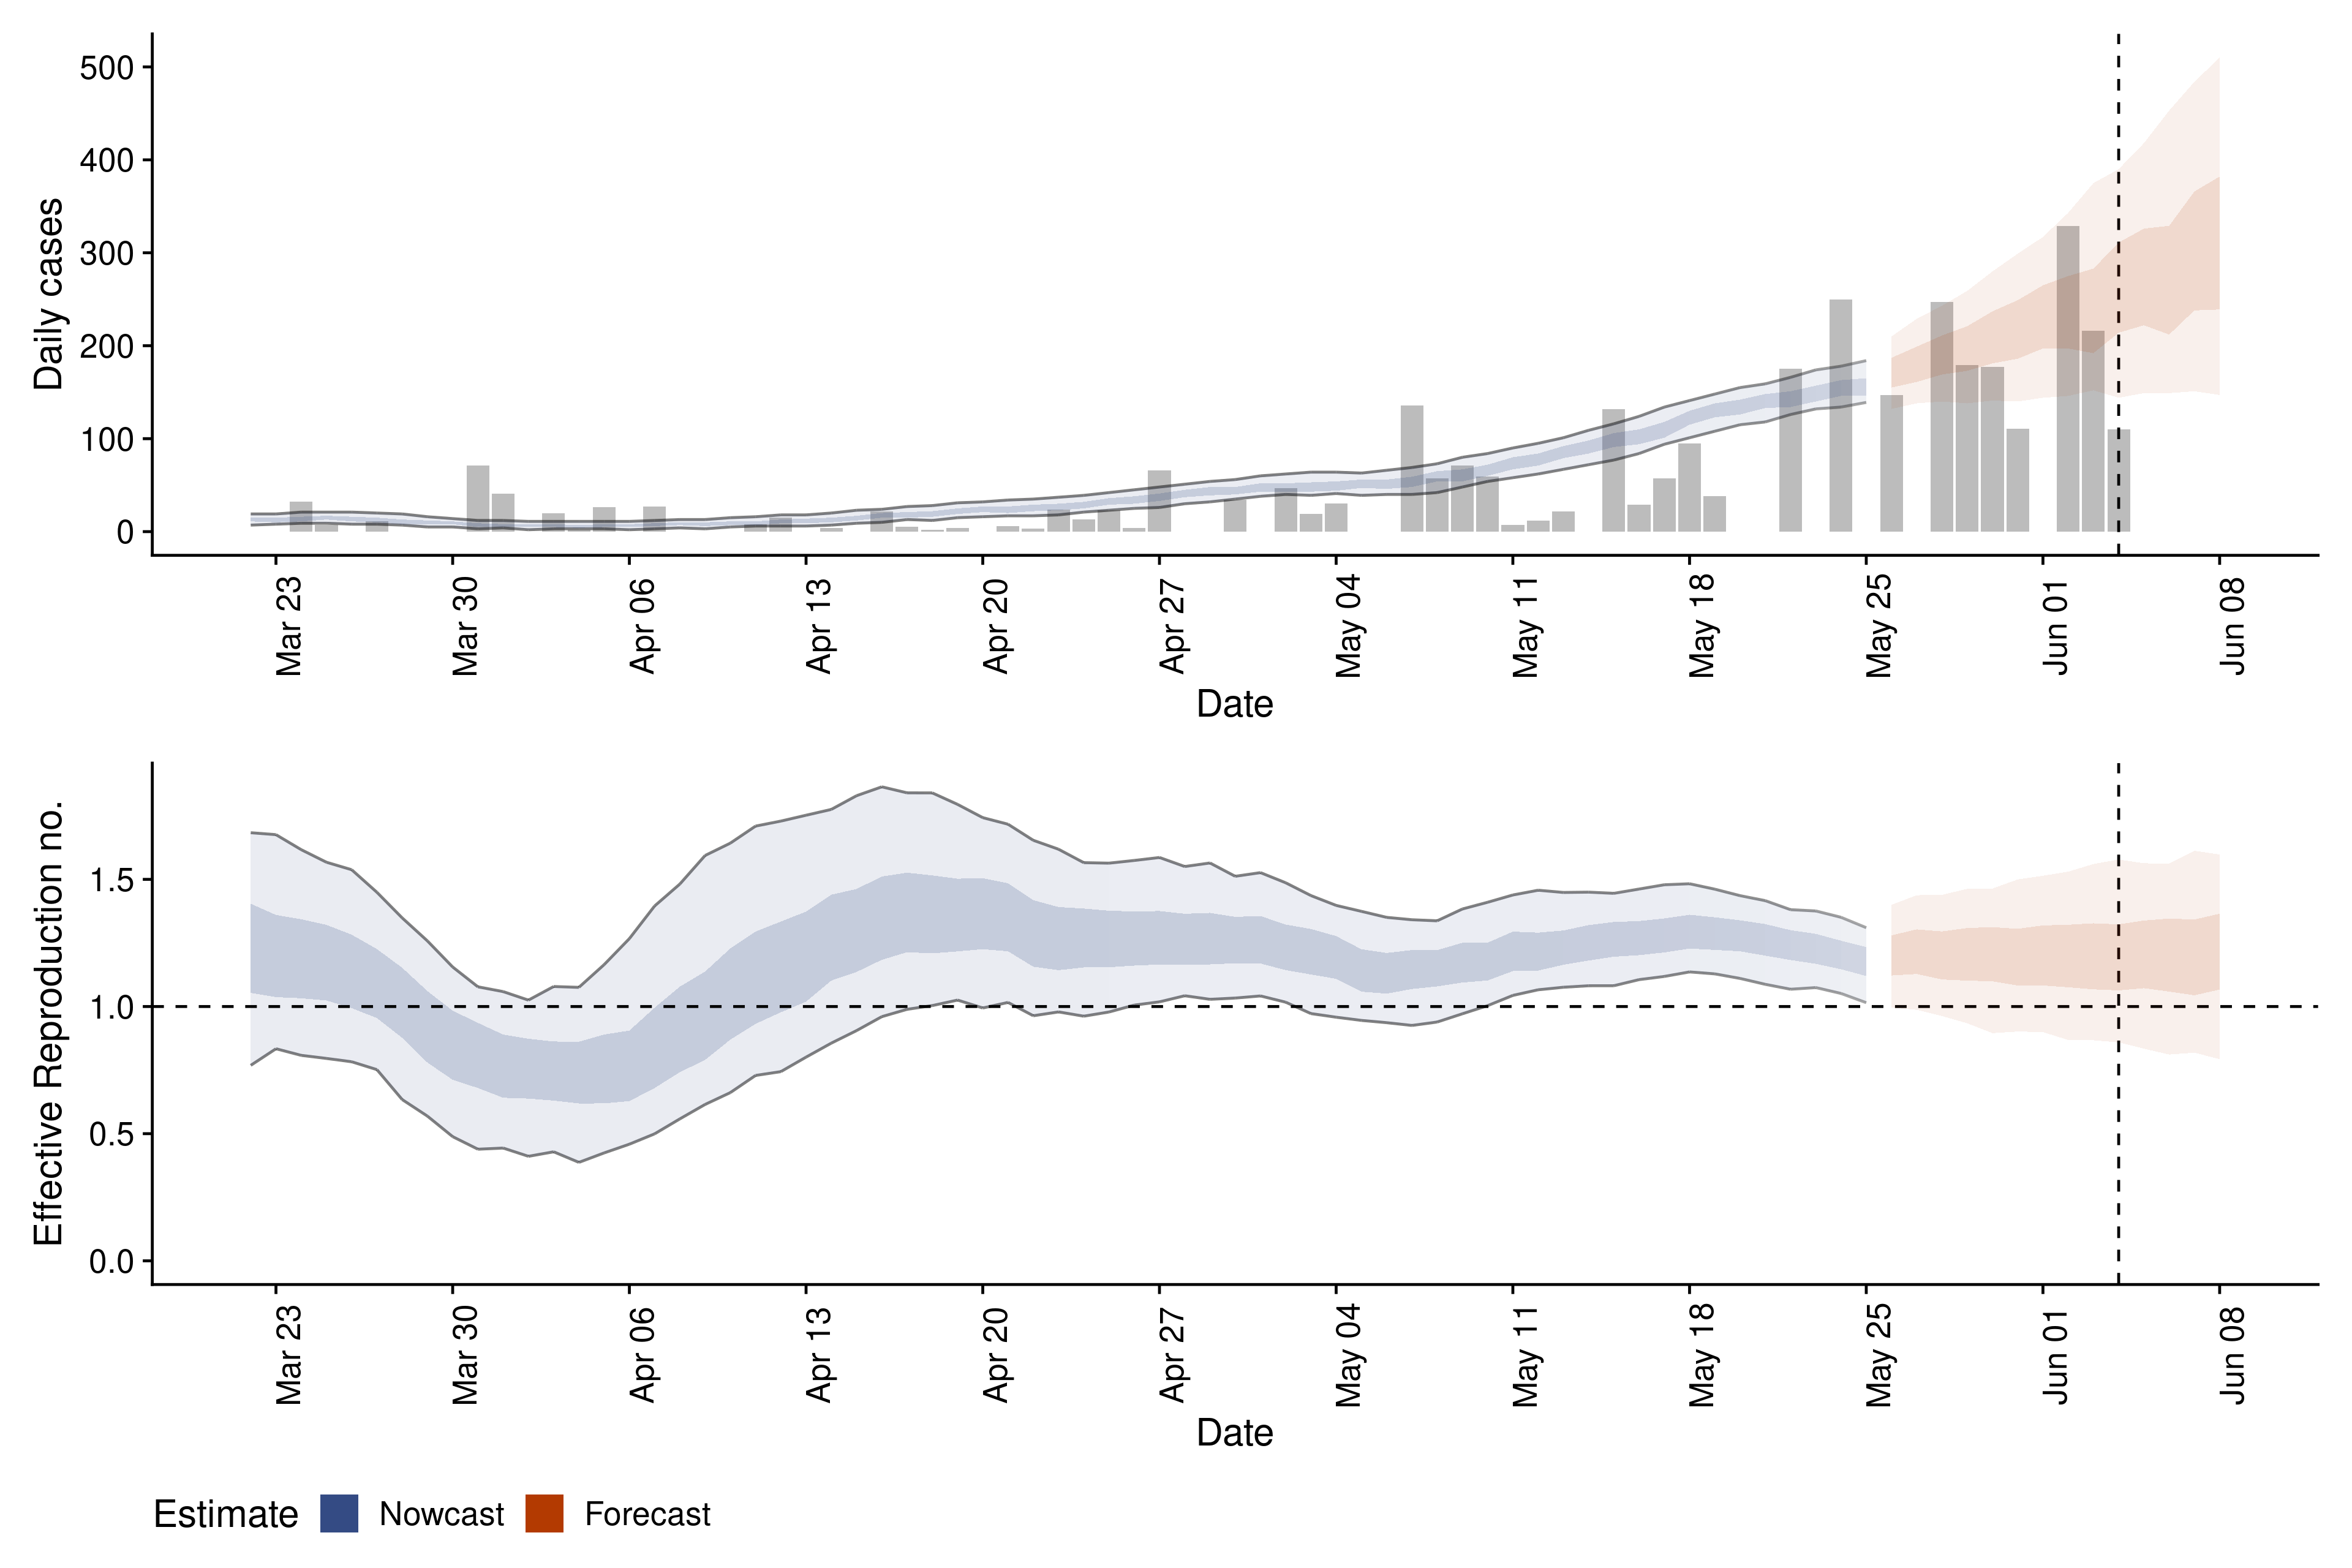 500
400
300
200
100
0
Daily cases
Mar 23
Mar 30
Apr 06
Apr 13
Apr 20
Apr 27
May 04
May 11
May 18
May 25
Jun 01
Jun 08
Date
1.5
1.0
0.5
0.0
Effective Reproduction no.
Mar 23
Mar 30
Apr 06
Apr 13
Apr 20
Apr 27
May 04
May 11
May 18
May 25
Jun 01
Jun 08
Date
Estimate Nowcast Forecast